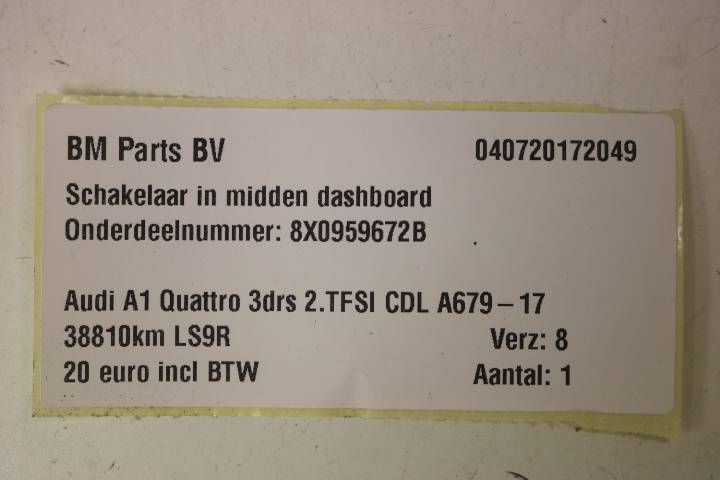 BM Parts BV 040720172049
Schakelaar in midden dashboard
Onderdeelnummer: 8X0959672B
Audi A1 Quattro 3drs 2.TFSI CDL A679-17
38810km LS9R Verz: 8
20 euro incl BTW Aantal: 1